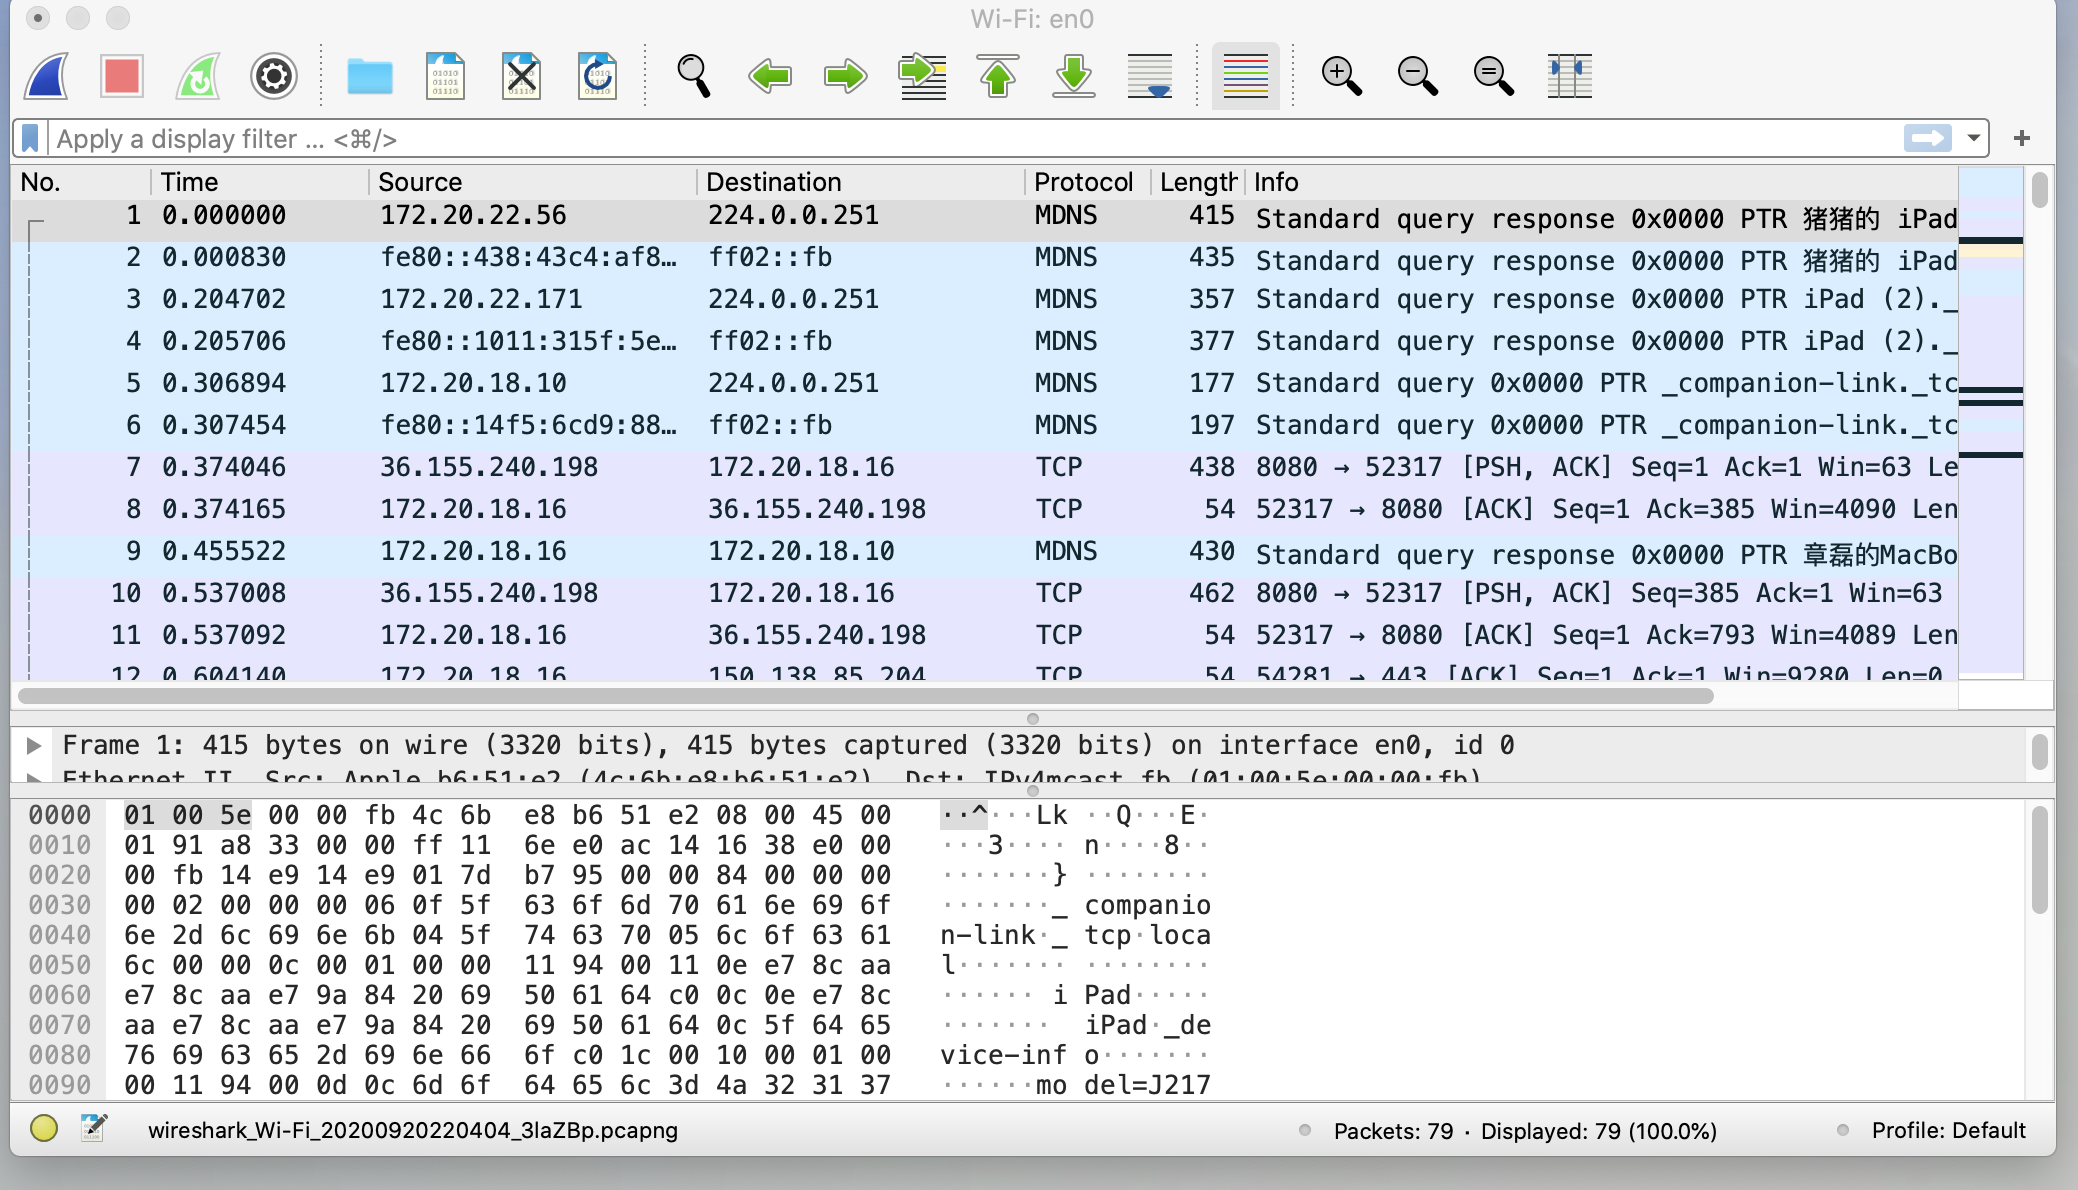 Wi-Fi: en0
Apply a display filter ... <⌘/>
No. Time Source Destination Protocol Length Info
1 0.000000 172.20.22.56 224.0.0.251 MDNS 415 Standard query response 0x0000 PTR 猪猪的 iPad
2 0.000830 fe80::438:43c4:af8… ff02::fb MDNS 435 Standard query response 0x0000 PTR 猪猪的 iPad
3 0.204702 172.20.22.171 224.0.0.251 MDNS 357 Standard query response 0x0000 PTR iPad (2)._
4 0.205706 fe80::1011:315f:5e… ff02::fb MDNS 377 Standard query response 0x0000 PTR iPad (2)._
5 0.306894 172.20.18.10 224.0.0.251 MDNS 177 Standard query 0x0000 PTR _companion-link._tc
6 0.307454 fe80::14f5:6cd9:88… ff02::fb MDNS 197 Standard query 0x0000 PTR _companion-link._tc
7 0.374046 36.155.240.198 172.20.18.16 TCP 438 8080 → 52317 [PSH, ACK] Seq=1 Ack=1 Win=63 Le
8 0.374165 172.20.18.16 36.155.240.198 TCP 54 52317 → 8080 [ACK] Seq=1 Ack=385 Win=4090 Len
9 0.455522 172.20.18.16 172.20.18.10 MDNS 430 Standard query response 0x0000 PTR 章磊的MacBo
10 0.537008 36.155.240.198 172.20.18.16 TCP 462 8080 → 52317 [PSH, ACK] Seq=385 Ack=1 Win=63
11 0.537092 172.20.18.16 36.155.240.198 TCP 54 52317 → 8080 [ACK] Seq=1 Ack=793 Win=4089 Len
12 0.604140 172.20.18.16 150.138.85.204 TCP 54 54281 → 443 [ACK] Seq=1 Ack=1 Win=9280 Len=0
Frame 1: 415 bytes on wire (3320 bits), 415 bytes captured (3320 bits) on interface en0, id 0
Ethernet II, Src: Apple_b6:51:e2 (4c:6b:e8:b6:51:e2), Dst: IPv4mcast_fb (01:00:5e:00:00:fb)
0000 01 00 5e 00 00 fb 4c 6b e8 b6 51 e2 08 00 45 00 ··^···Lk ··Q···E·
0010 01 91 a8 33 00 00 ff 11 6e e0 ac 14 16 38 e0 00 ···3···· n····8··
0020 00 fb 14 e9 14 e9 01 7d b7 95 00 00 84 00 00 00 ·······} ········
0030 00 02 00 00 00 06 0f 5f 63 6f 6d 70 61 6e 69 6f ·······_ companio
0040 6e 2d 6c 69 6e 6b 04 5f 74 63 70 05 6c 6f 63 61 n-link·_ tcp·loca
0050 6c 00 00 0c 00 01 00 00 11 94 00 11 0e e7 8c aa l······· ········
0060 e7 8c aa e7 9a 84 20 69 50 61 64 c0 0c 0e e7 8c ······ i Pad·····
0070 aa e7 8c aa e7 9a 84 20 69 50 61 64 0c 5f 64 65 ······· iPad·_de
0080 76 69 63 65 2d 69 6e 66 6f c0 1c 00 10 00 01 00 vice-inf o·······
0090 00 11 94 00 0d 0c 6d 6f 64 65 6c 3d 4a 32 31 37 ······mo del=J217
wireshark_Wi-Fi_20200920220404_3laZBp.pcapng Packets: 79 · Displayed: 79 (100.0%) Profile: Default